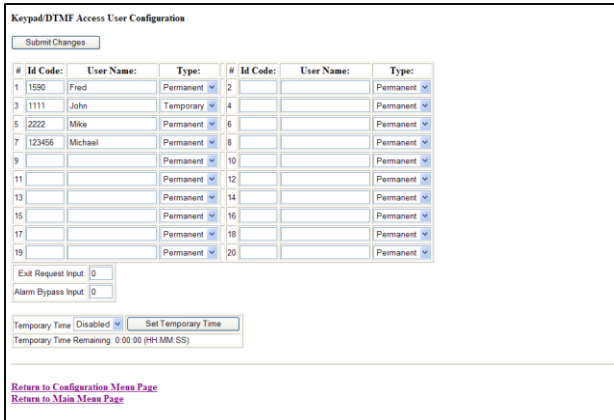 Keypad/DTMF Access User Configuration
Submit Changes
# Id Code: User Name: Type: # Id Code: User Name: Type:
1 1590 Fred Permanent 2 Permanent
3 1111 John Temporary 4 Permanent
5 2222 Mike Permanent 6 Permanent
7 123456 Michael Permanent 8 Permanent
9 Permanent 10 Permanent
11 Permanent 12 Permanent
13 Permanent 14 Permanent
15 Permanent 16 Permanent
17 Permanent 18 Permanent
19 Permanent 20 Permanent
Exit Request Input: 0
Alarm Bypass Input: 0
Temporary Time Disabled Set Temporary Time
Temporary Time Remaining: 0:00:00 (HH:MM:SS)
Return to Configuration Menu Page
Return to Main Menu Page